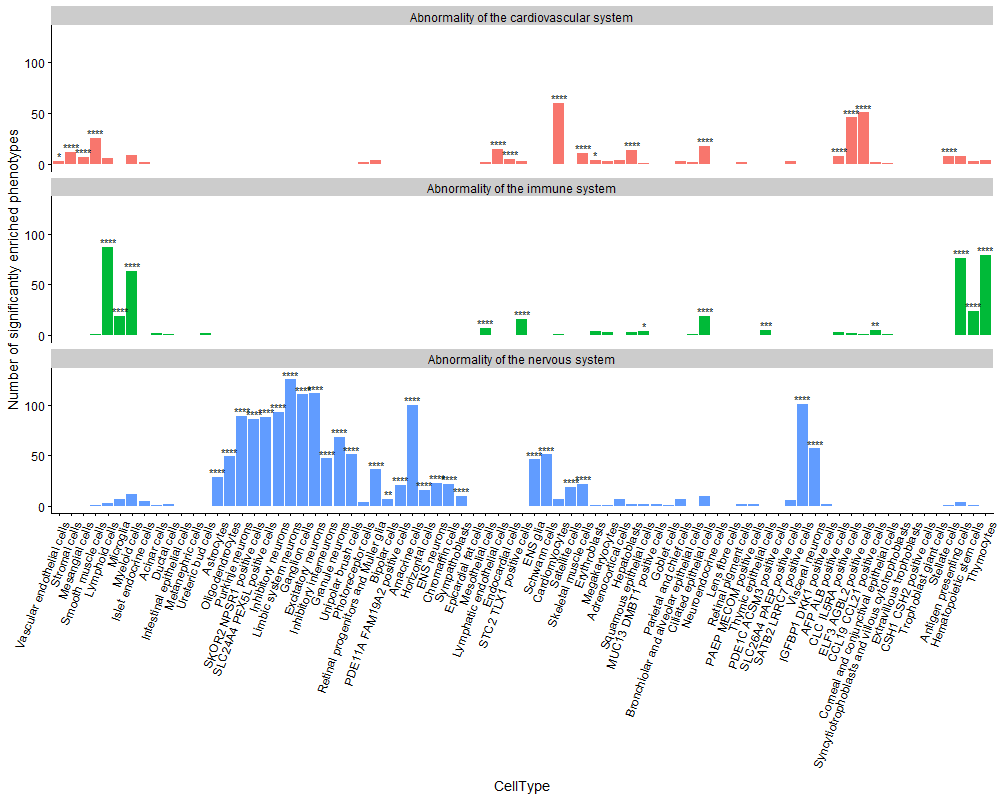 Abnormality of the cardiovascular system
100
50
0
* **** **** **** **** **** **** **** * **** **** **** **** **** ****
Abnormality of the immune system
100
50
0
**** **** **** **** **** * **** *** ** **** **** ****
Abnormality of the nervous system
100
50
0
Number of significantly enriched phenotypes
Vascular endothelial cells
Stromal cells
Mesangial cells
Smooth muscle cells
Lymphoid cells
Microglia
Myeloid cells
Islet endocrine cells
Acinar cells
Ductal cells
Intestinal epithelial cells
Metanephric cells
Ureteric bud cells
Astrocytes
Oligodendrocytes
Purkinje neurons
SKOR2 NPSR1 positive cells
SLC24A4 PEX5L positive cells
Inhibitory neurons
Limbic system neurons
Ganglion cells
Excitatory neurons
Inhibitory interneurons
Granule neurons
Unipolar brush cells
Photoreceptor cells
Retinal progenitors and Muller glia
Bipolar cells
PDE11A FAM19A2 positive cells
Amacrine cells
Horizontal cells
ENS neurons
Chromaffin cells
Sympathoblasts
Epicardial fat cells
Mesothelial cells
Lymphatic endothelial cells
Endocardial cells
STC2 TLX1 positive cells
ENS glia
Schwann cells
Cardiomyocytes
Satellite cells
Skeletal muscle cells
Erythroblasts
Megakaryocytes
Adrenocortical cells
Hepatoblasts
Squamous epithelial cells
MUC13 DMBT1 positive cells
Goblet cells
Parietal and chief cells
Bronchiolar and alveolar epithelial cells
Ciliated epithelial cells
Neuroendocrine cells
Lens fibre cells
Retinal pigment cells
PAEP MECOM positive cells
Thymic epithelial cells
PDE1C ACSM3 positive cells
SLC26A4 PAEP positive cells
SATB2 LRRC7 positive cells
Visceral neurons
IGFBP1 DKK1 positive cells
AFP ALB positive cells
CLC IL5RA positive cells
ELF3 AGBL2 positive cells
CCL19 CCL21 positive cells
Corneal and conjunctival epithelial cells
Syncytiotrophoblasts and villous cytotrophoblasts
Extravillous trophoblasts
CSH1 CSH2 positive cells
Trophoblast giant cells
Stellate cells
Antigen presenting cells
Hematopoietic stem cells
Thymocytes
CellType